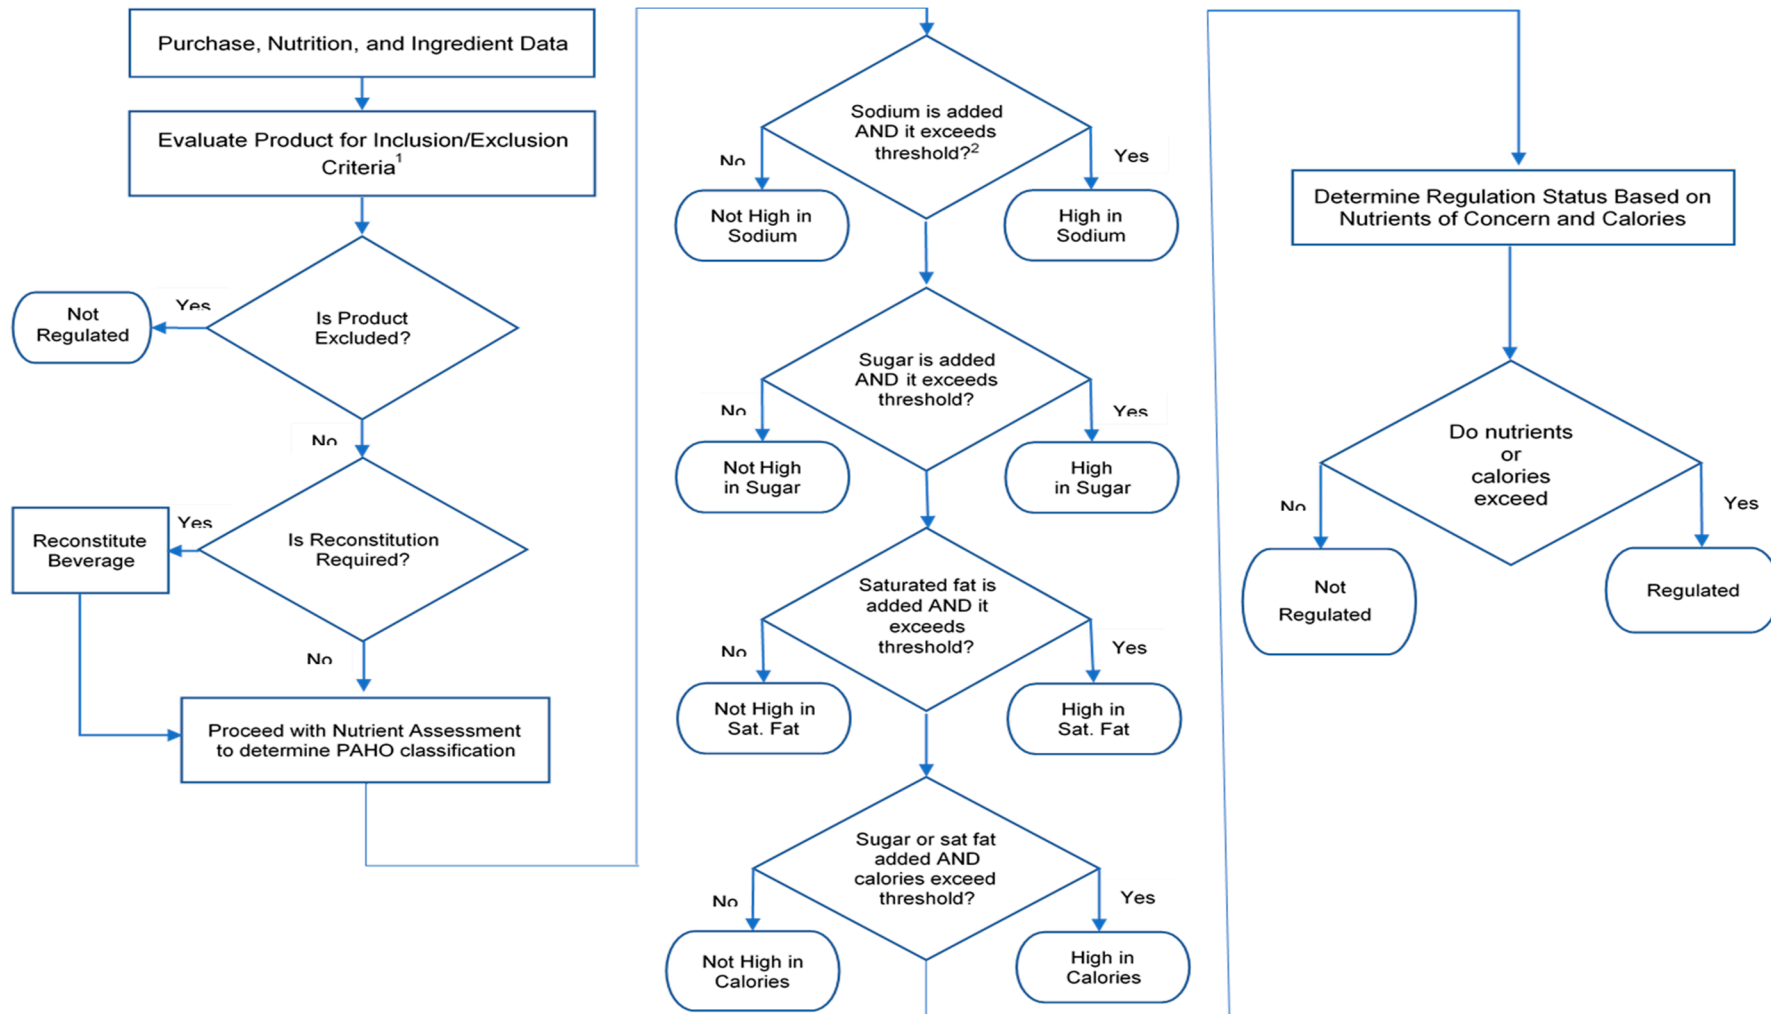 Purchase, Nutrition, and Ingredient Data
Evaluate Product for Inclusion/Exclusion
Criteria1
Is Product
Excluded?
Yes
Not
Regulated
No
Is Reconstitution
Required?
Yes
Reconstitute
Beverage
No
Proceed with Nutrient Assessment
to determine PAHO classification
Sodium is added
AND it exceeds
threshold?2
No
Yes
Not High in
Sodium
High in
Sodium
Sugar is added
AND it exceeds
threshold?
No
Yes
Not High
in Sugar
High
in Sugar
Saturated fat is
added AND it
exceeds
threshold?
No
Yes
Not High in
Sat. Fat
High in
Sat. Fat
Sugar or sat fat
added AND
calories exceed
threshold?
No
Yes
Not High in
Calories
High in
Calories
Determine Regulation Status Based on
Nutrients of Concern and Calories
Do nutrients
or
calories
exceed
No
Yes
Not
Regulated
Regulated